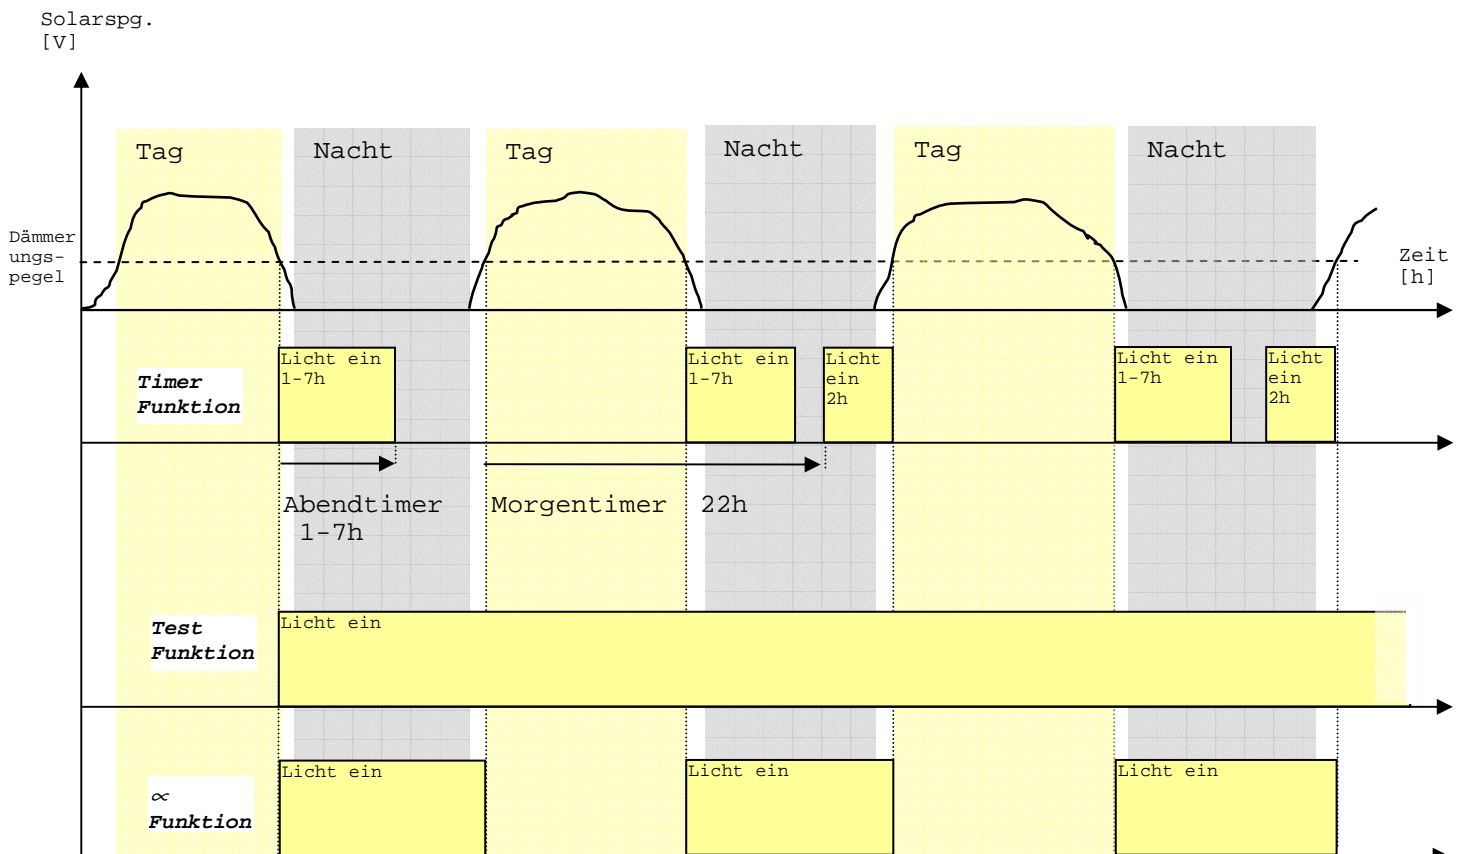 Solarspg.
[V]
Tag
Nacht
Tag
Nacht
Tag
Nacht
Dämmer
ungs-
pegel
Zeit
[h]
Timer
Funktion
Licht ein
1-7h
Licht ein
1-7h
Licht
ein
2h
Licht ein
1-7h
Licht
ein
2h
Abendtimer
1-7h
Morgentimer 22h
Test
Funktion
Licht ein
∝
Funktion
Licht ein
Licht ein
Licht ein